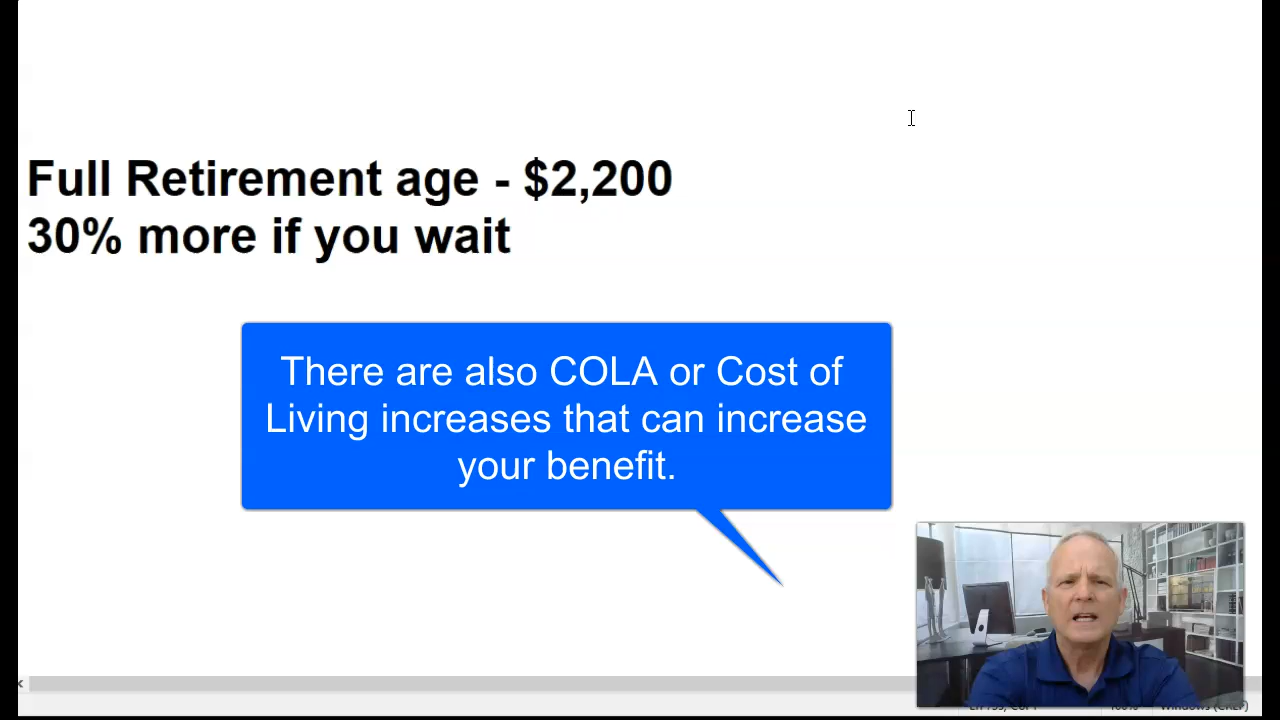 Full Retirement age - $2,200
30% more if you wait
There are also COLA or Cost of
Living increases that can increase
your benefit.